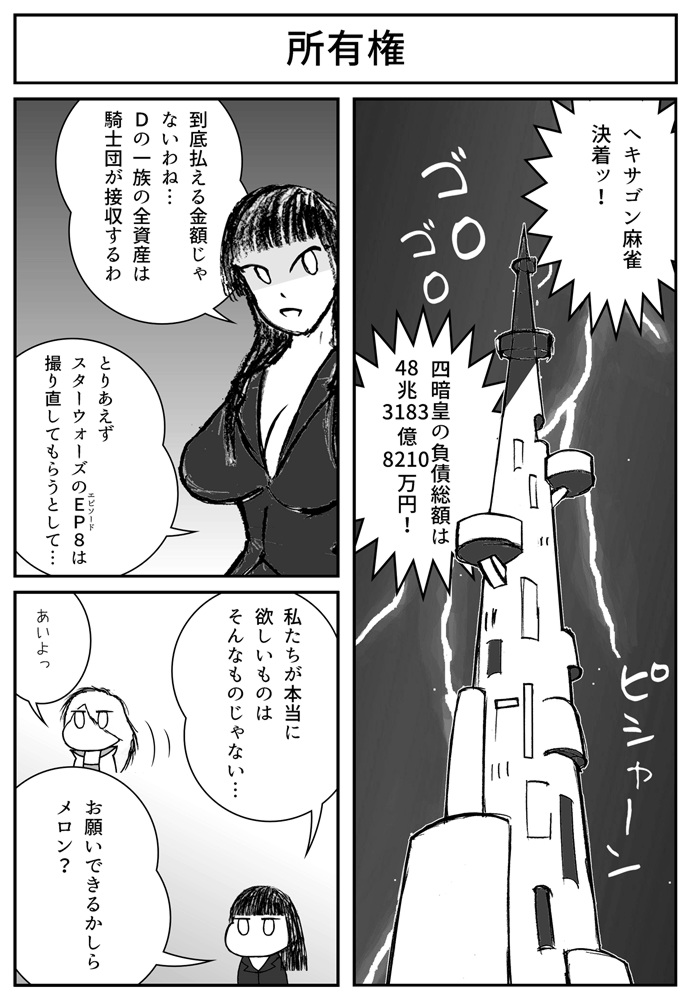 所有権
ヘキサゴン麻雀
決着ッ！
ゴゴ
四暗皇の負債総額は
48兆3183億8210万円！
ピシャーン
到底払える金額じゃ
ないわね…
Dの一族の全資産は
騎士団が接収するわ
とりあえず
スターウォーズのEP8は
エピソード
撮り直してもらうとして…
私たちが本当に
欲しいものは
そんなものじゃない…
お願いできるかしら
メロン？
あいよっ